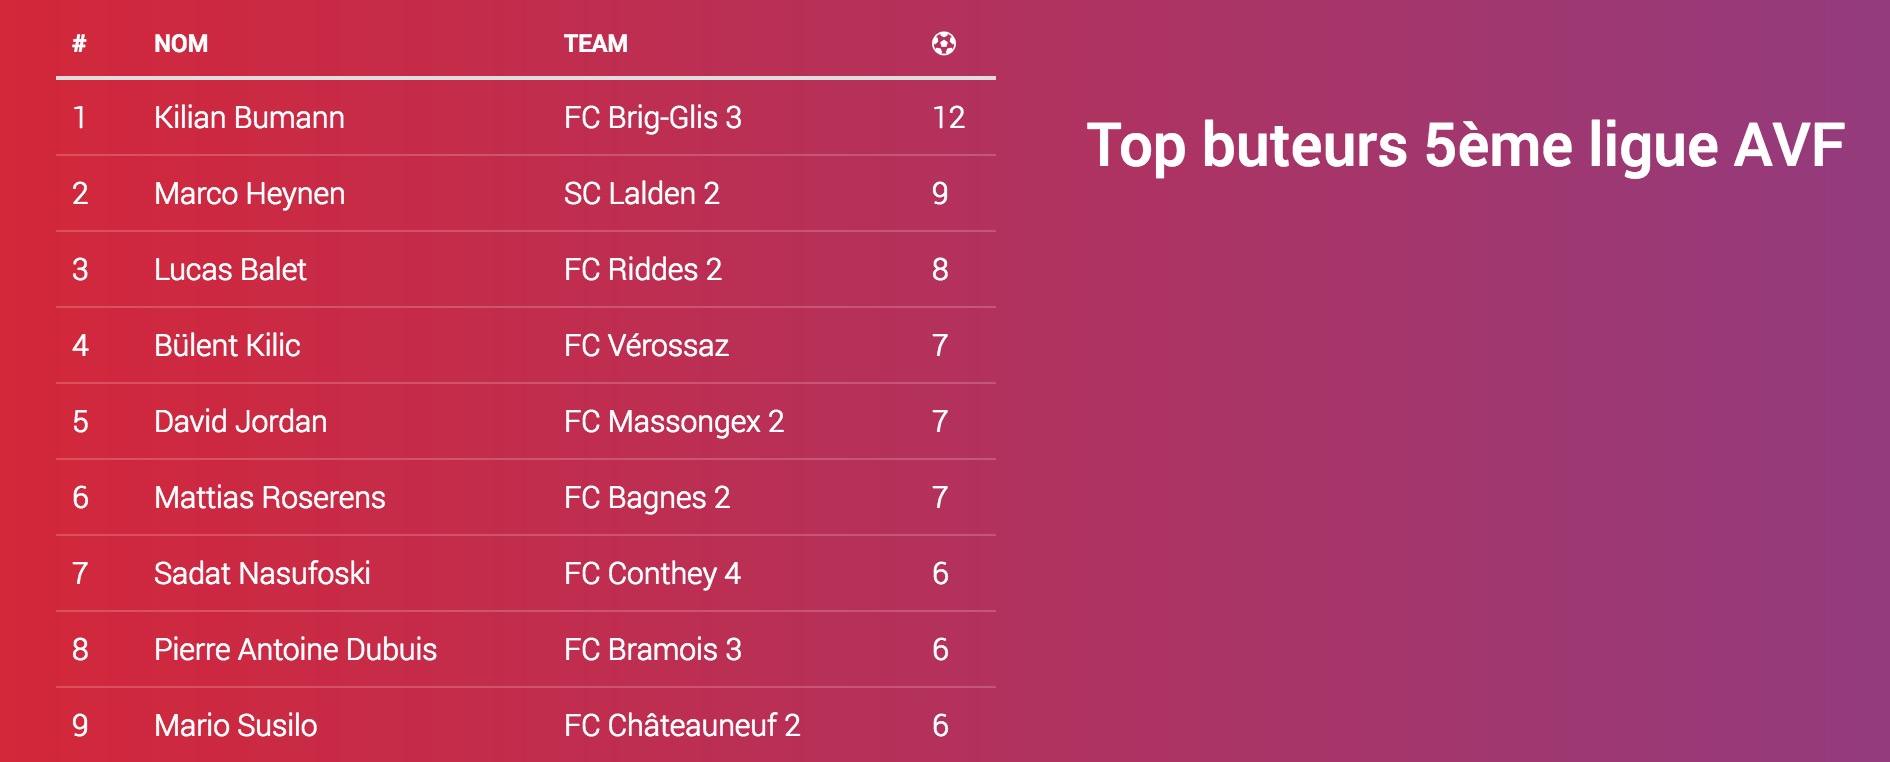 # NOM TEAM
1 Kilian Bumann FC Brig-Glis 3 12
2 Marco Heynen SC Lalden 2 9
3 Lucas Balet FC Riddes 2 8
4 Bülent Kilic FC Vérossaz 7
5 David Jordan FC Massongex 2 7
6 Mattias Roserens FC Bagnes 2 7
7 Sadat Nasufoski FC Conthey 4 6
8 Pierre Antoine Dubuis FC Bramois 3 6
9 Mario Susilo FC Châteauneuf 2 6
Top buteurs 5ème ligue AVF